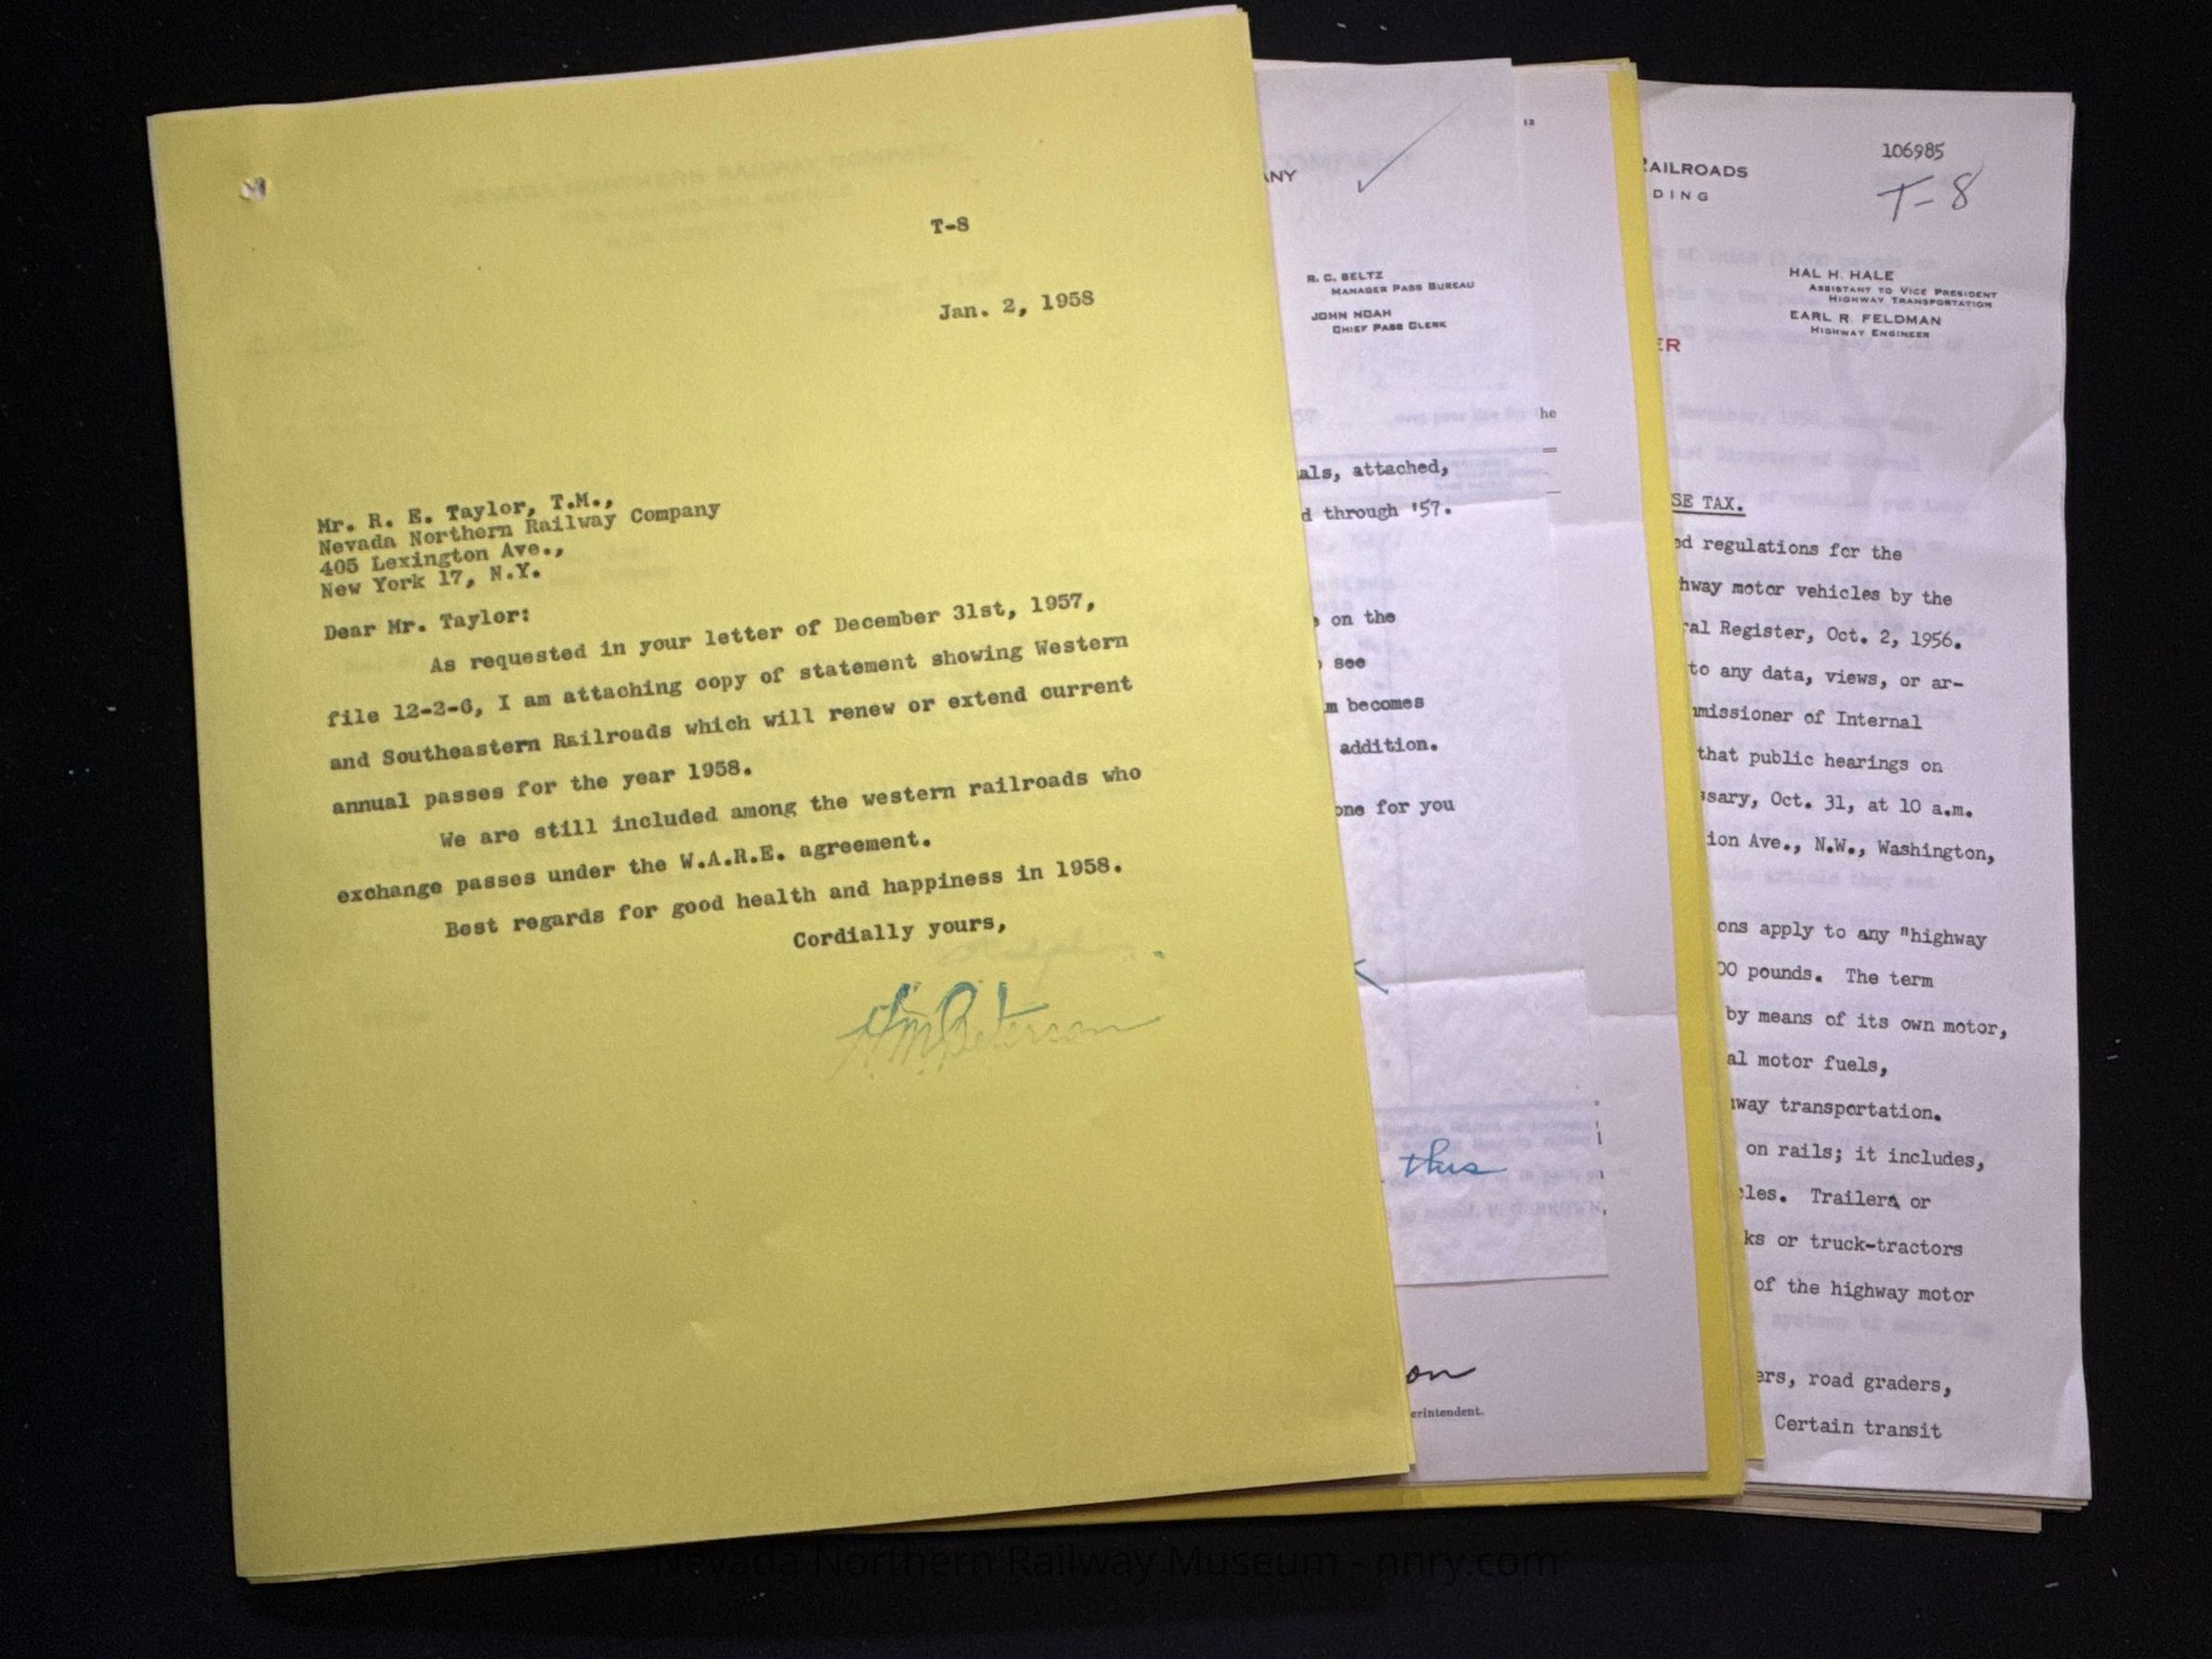 T-8
Jan. 2, 1958
Mr. R. E. Taylor, T.M.,
Nevada Northern Railway Company
405 Lexington Ave.,
New York 17, N.Y.
Dear Mr. Taylor:
As requested in your letter of December 31st, 1957,
file 12-2-6, I am attaching copy of statement showing Western
and Southeastern Railroads which will renew or extend current
annual passes for the year 1958.
We are still included among the western railroads who
exchange passes under the W.A.R.E. agreement.
Best regards for good health and happiness in 1958.
Cordially yours,
HM Peterson
ANY
R. C. BELTZ
MANAGER PASS BUREAU
JOHN NOAH
CHIEF PASS CLERK
als, attached,
d through '57.
on the
see
m becomes
addition.
one for you
this
on
erintendent.
12
he
RAILROADS
DING
106985
T-8
HAL H. HALE
ASSISTANT TO VICE PRESIDENT
HIGHWAY TRANSPORTATION
EARL R. FELDMAN
HIGHWAY ENGINEER
ER
SE TAX.
ed regulations for the
hway motor vehicles by the
ral Register, Oct. 2, 1956.
to any data, views, or ar-
mmissioner of Internal
that public hearings on
ssary, Oct. 31, at 10 a.m.
ion Ave., N.W., Washington,
ons apply to any "highway
00 pounds. The term
by means of its own motor,
al motor fuels,
hway transportation.
on rails; it includes,
cles. Trailers or
ks or truck-tractors
of the highway motor
ers, road graders,
Certain transit
Nevada Northern Railway Museum - nnry.com